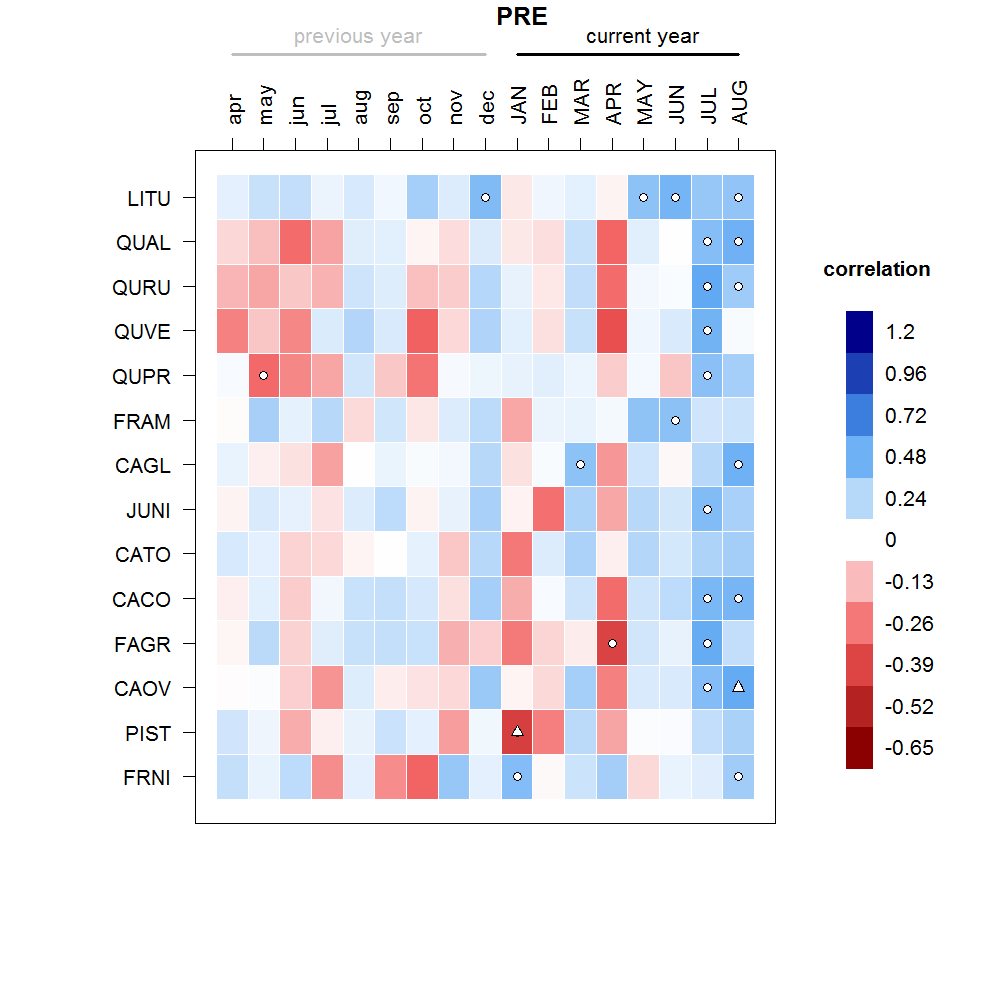 PRE
previous year current year
apr may jun jul aug sep oct nov dec JAN FEB MAR APR MAY JUN JUL AUG
LITU
QUAL
QURU
QUVE
QUPR
FRAM
CAGL
JUNI
CATO
CACO
FAGR
CAOV
PIST
FRNI
correlation
1.2
0.96
0.72
0.48
0.24
0
-0.13
-0.26
-0.39
-0.52
-0.65